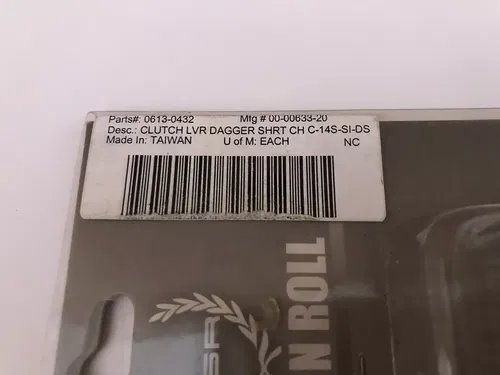 Parts#: 0613-0432 Mfg # 00-00633-20
Desc.: CLUTCH LVR DAGGER SHRT CH C-14S-SI-DS
Made In: TAIWAN U of M: EACH NC
SR
N ROLL